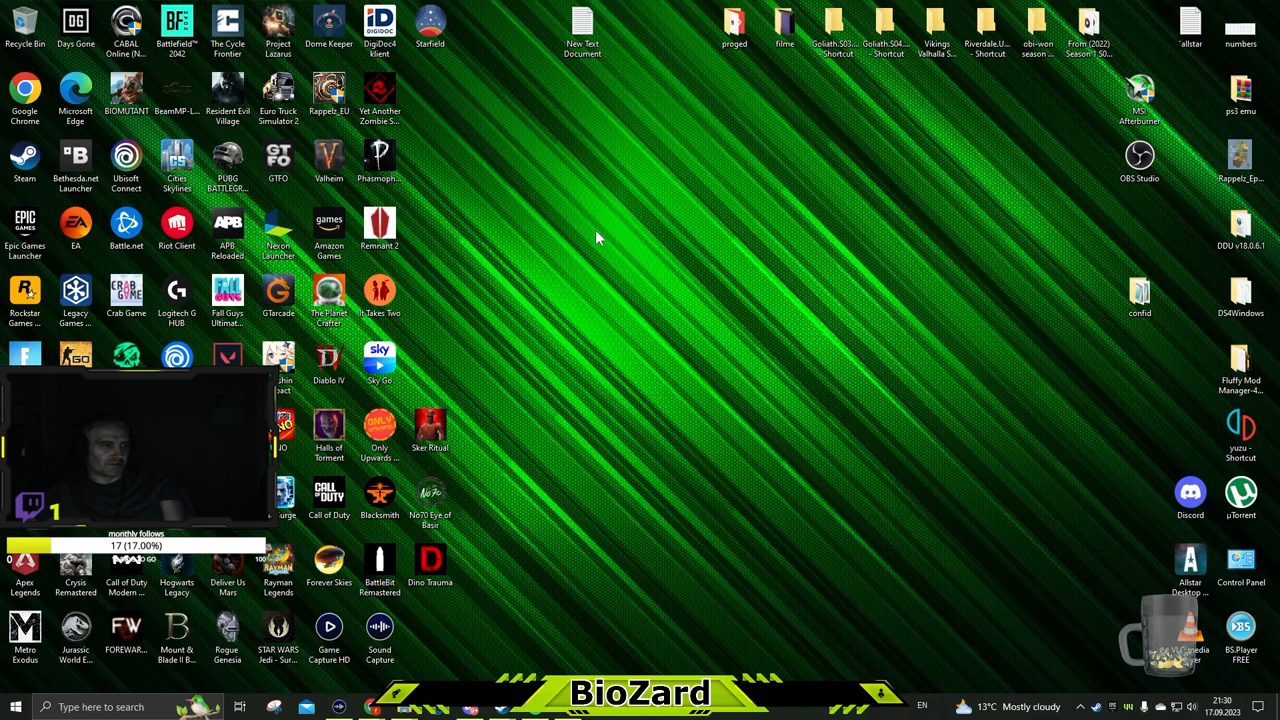 Recycle Bin
Days Gone
CABAL
Online (N...
Battlefield™
2042
The Cycle
Frontier
Project
Lazarus
Dome Keeper
DigiDoc4
klient
Starfield
New Text
Document
proged
filme
Goliath.S03....
- Shortcut
Goliath.S04....
- Shortcut
Vikings
Valhalla S...
Riverdale.U...
- Shortcut
obi-won
season ...
From (2022)
Season 1 S0...
numbers
Google
Chrome
Microsoft
Edge
BIOMUTANT
BeamMP-L...
Resident Evil
Village
Euro Truck
Simulator 2
Rappelz_EU
Yet Another
Zombie S...
MSI
Afterburner
ps3 emu
Steam
Bethesda.net
Launcher
Ubisoft
Connect
Cities
Skylines
PUBG
BATTLEGR...
GTFO
Valheim
Phasmoph...
OBS Studio
Rappelz_Ep...
Epic Games
Launcher
EA
Battle.net
Riot Client
APB
Reloaded
Nexon
Launcher
Amazon
Games
Remnant 2
DDU v18.0.6.1
Rockstar
Games ...
Legacy
Games ...
Crab Game
Logitech G
HUB
Fall Guys
Ultimat...
GTarcade
The Planet
Crafter
It Takes Two
confid
DS4Windows
Diablo IV
Sky Go
Fluffy Mod
Manager-4...
Halls of
Torment
Only
Upwards ...
Sker Ritual
yuzu -
Shortcut
1
Call of Duty
Blacksmith
No70 Eye of
Basir
Discord
µTorrent
monthly follows
17 (17.00%)
0
100
Apex
Legends
Crysis
Remastered
Call of Duty
Modern ...
Hogwarts
Legacy
Deliver Us
Mars
Rayman
Legends
Forever Skies
BattleBit
Remastered
Dino Trauma
Allstar
Desktop ...
Control Panel
Metro
Exodus
Jurassic
World E...
FOREWAR...
Mount &
Blade II B...
Rogue
Genesia
STAR WARS
Jedi - Sur...
Game
Capture HD
Sound
Capture
BS.Player
FREE
Type here to search
BioZard
EN
13°C Mostly cloudy
21:30
17.09.2023